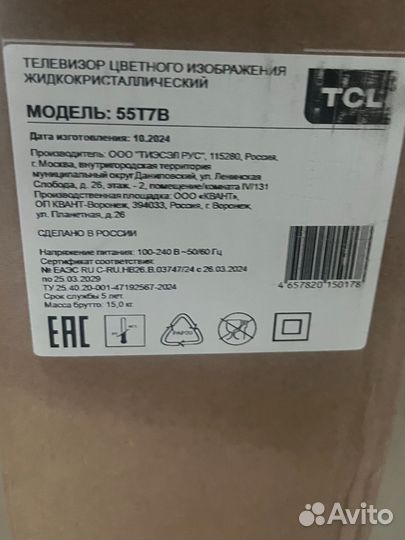 ТЕЛЕВИЗОР ЦВЕТНОГО ИЗОБРАЖЕНИЯ
ЖИДКОКРИСТАЛЛИЧЕСКИЙ
TCL
МОДЕЛЬ: 55T7B
Дата изготовления: 10.2024
Производитель: ООО "ТИЭСЭЛ РУС", 115280, Россия,
г. Москва, внутригородская территория
муниципальный округ Даниловский, ул. Ленинская
Слобода, д. 26, этаж. - 2, помещение/комната IV/131
Производственная площадка: ООО «КВАНТ»,
ОП КВАНТ-Воронеж, 394033, Россия, г. Воронеж,
ул. Планетная, д.26
СДЕЛАНО В РОССИИ
Напряжение питания: 100-240 В ~50/60 Гц
Сертификат соответствия:
№ ЕАЭС RU C-RU.НВ26.В.03747/24 с 26.03.2024
по 25.03.2029
ТУ 25.40.20-001-47192567-2024
Срок службы 5 лет.
Масса брутто: 15,0 кг.
4 657820 150178
EAC
PAP20
Avito